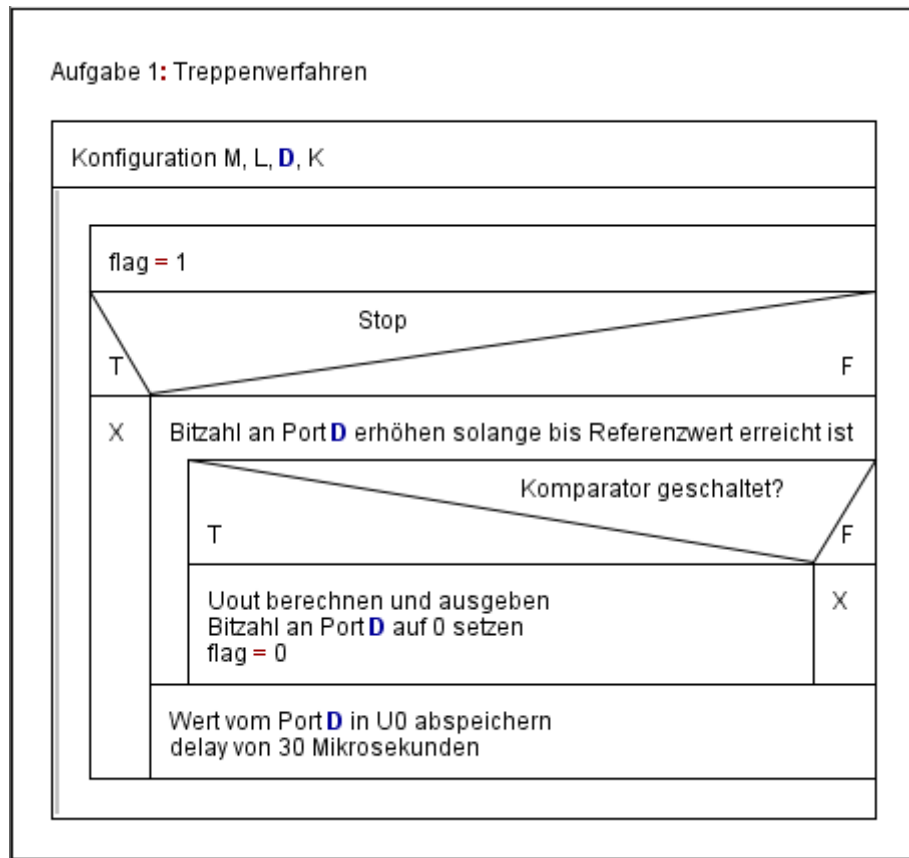 Aufgabe 1: Treppenverfahren
Konfiguration M, L, D, K
flag = 1
Stop
T
F
X
Bitzahl an Port D erhöhen solange bis Referenzwert erreicht ist
Komparator geschaltet?
T
F
Uout berechnen und ausgeben
Bitzahl an Port D auf 0 setzen
flag = 0
X
Wert vom Port D in U0 abspeichern
delay von 30 Mikrosekunden